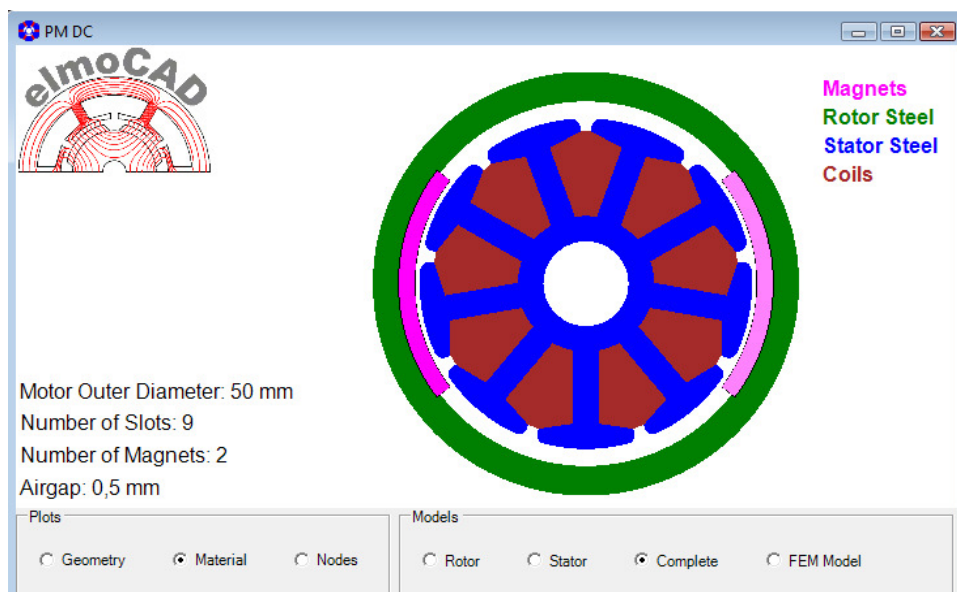 PM DC
elmoCAD
Magnets
Rotor Steel
Stator Steel
Coils
Motor Outer Diameter: 50 mm
Number of Slots: 9
Number of Magnets: 2
Airgap: 0,5 mm
Plots
Geometry
Material
Nodes
Models
Rotor
Stator
Complete
FEM Model